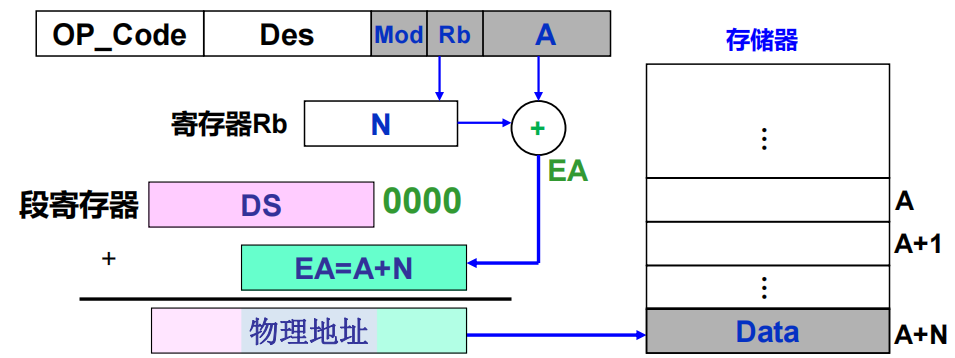 OP_Code Des Mod Rb A
存储器
寄存器Rb N +
⋮
EA
段寄存器 DS 0000
A
+ EA=A+N
A+1
⋮
物理地址 Data A+N